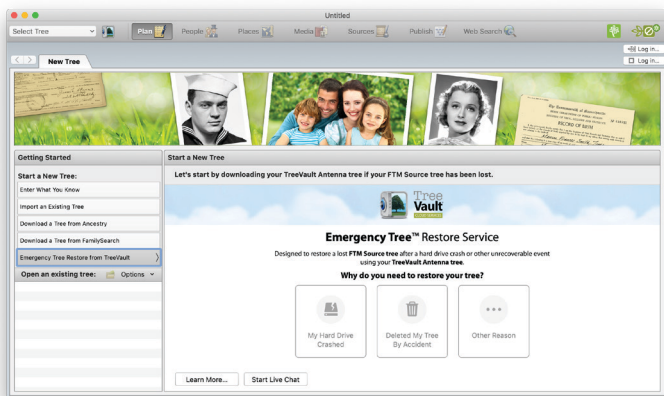 Untitled
Select Tree
Plan
People
Places
Media
Sources
Publish
Web Search
Log in...
New Tree
Log in...
RECORD OF BIRTH
Getting Started
Start a New Tree:
Enter What You Know
Import an Existing Tree
Download a Tree from Ancestry
Download a Tree from FamilySearch
Emergency Tree Restore from TreeVault
Open an existing tree:
Options
Start a New Tree
Let's start by downloading your TreeVault Antenna tree if your FTM Source tree has been lost.
Tree
Vault
Emergency Tree™ Restore Service
Designed to restore a lost FTM Source tree after a hard drive crash or other unrecoverable event
using your TreeVault Antenna tree.
Why do you need to restore your tree?
My Hard Drive
Crashed
Deleted My Tree
By Accident
Other Reason
Learn More...
Start Live Chat